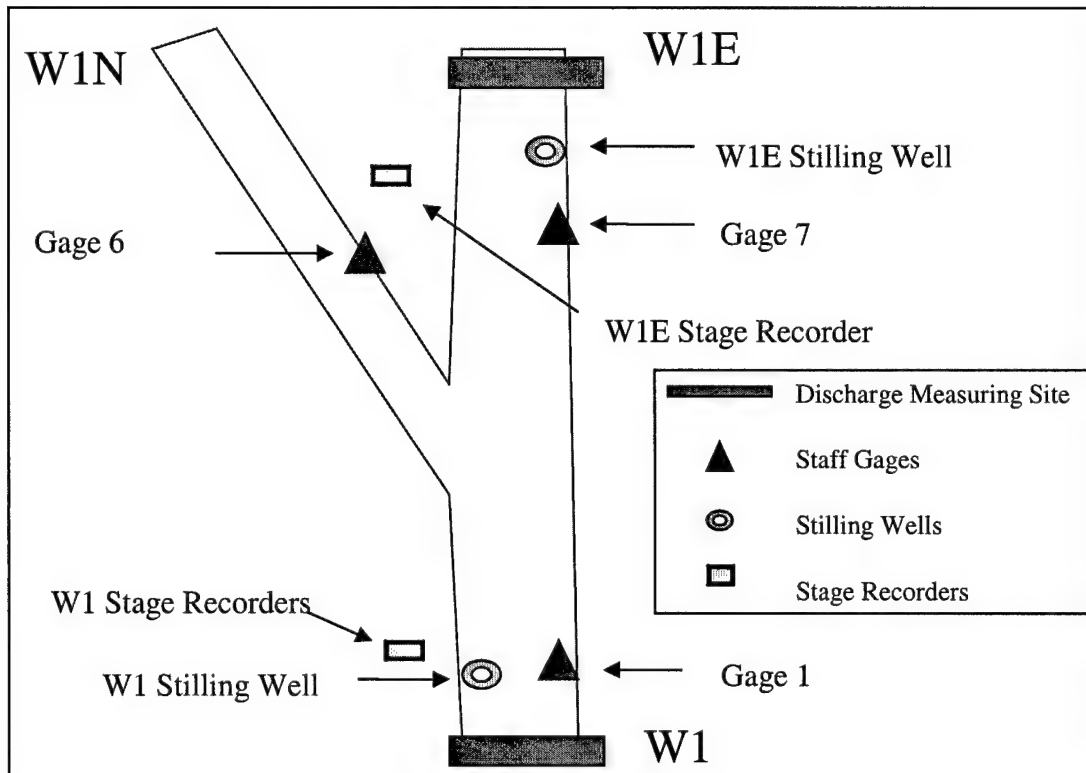 W1N
W1E
W1E Stilling Well
Gage 6
Gage 7
W1E Stage Recorder
Discharge Measuring Site
Staff Gages
Stilling Wells
Stage Recorders
W1 Stage Recorders
W1 Stilling Well
Gage 1
W1